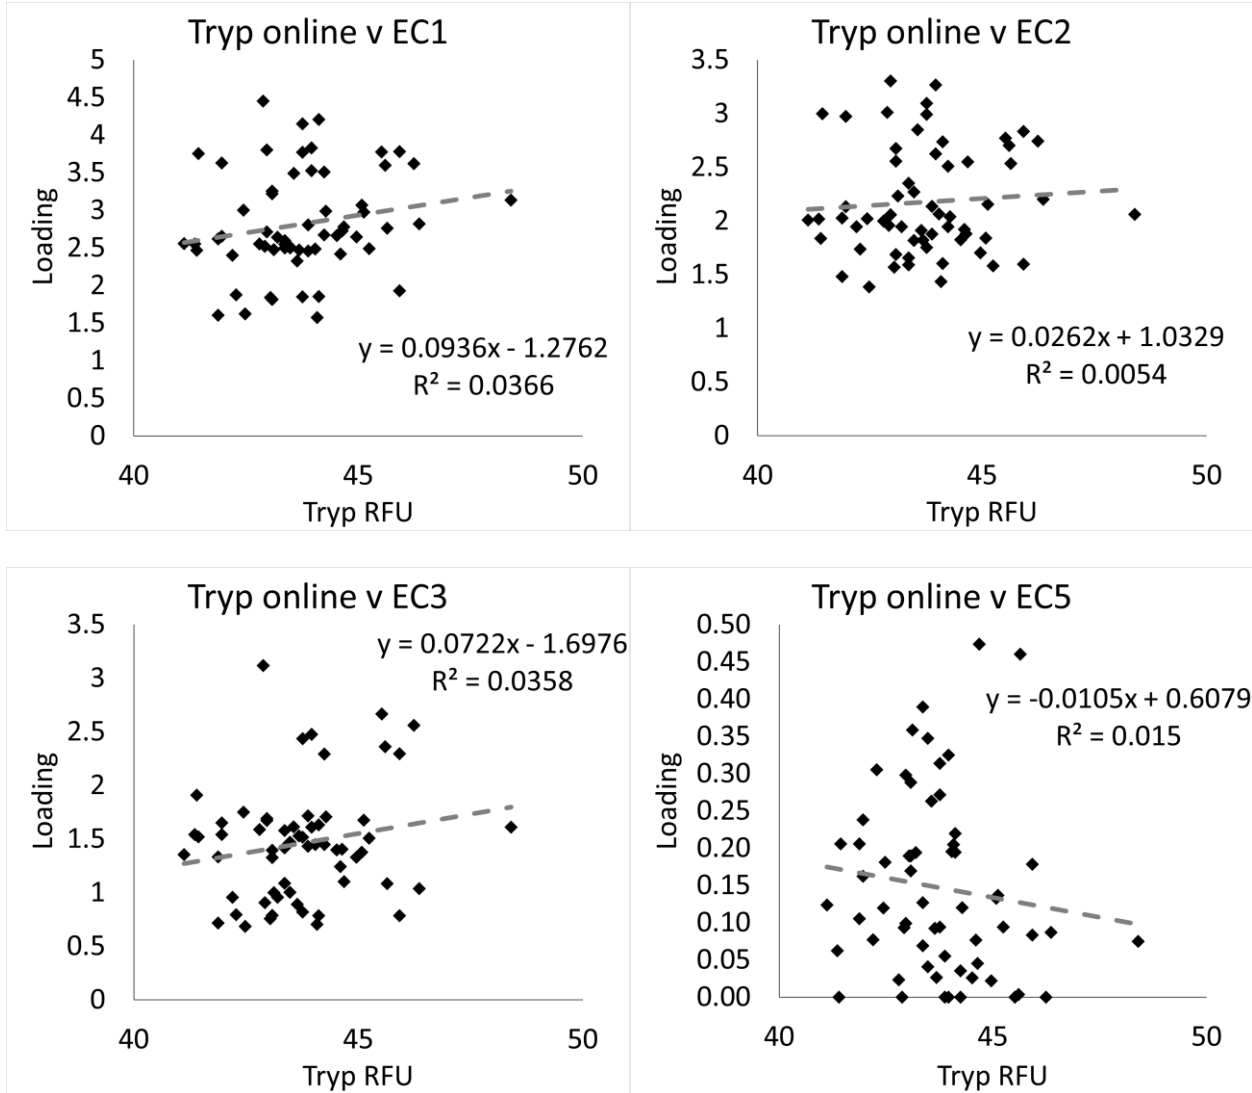 Tryp online v EC1
5
4.5
4
3.5
3
2.5
2
1.5
1
0.5
0
Loading
y = 0.0936x - 1.2762
R² = 0.0366
40 45 50
Tryp RFU
Tryp online v EC2
3.5
3
2.5
2
1.5
1
0.5
0
Loading
y = 0.0262x + 1.0329
R² = 0.0054
40 45 50
Tryp RFU
Tryp online v EC3
3.5
3
2.5
2
1.5
1
0.5
0
Loading
y = 0.0722x - 1.6976
R² = 0.0358
40 45 50
Tryp RFU
Tryp online v EC5
0.50
0.45
0.40
0.35
0.30
0.25
0.20
0.15
0.10
0.05
0.00
Loading
y = -0.0105x + 0.6079
R² = 0.015
40 45 50
Tryp RFU